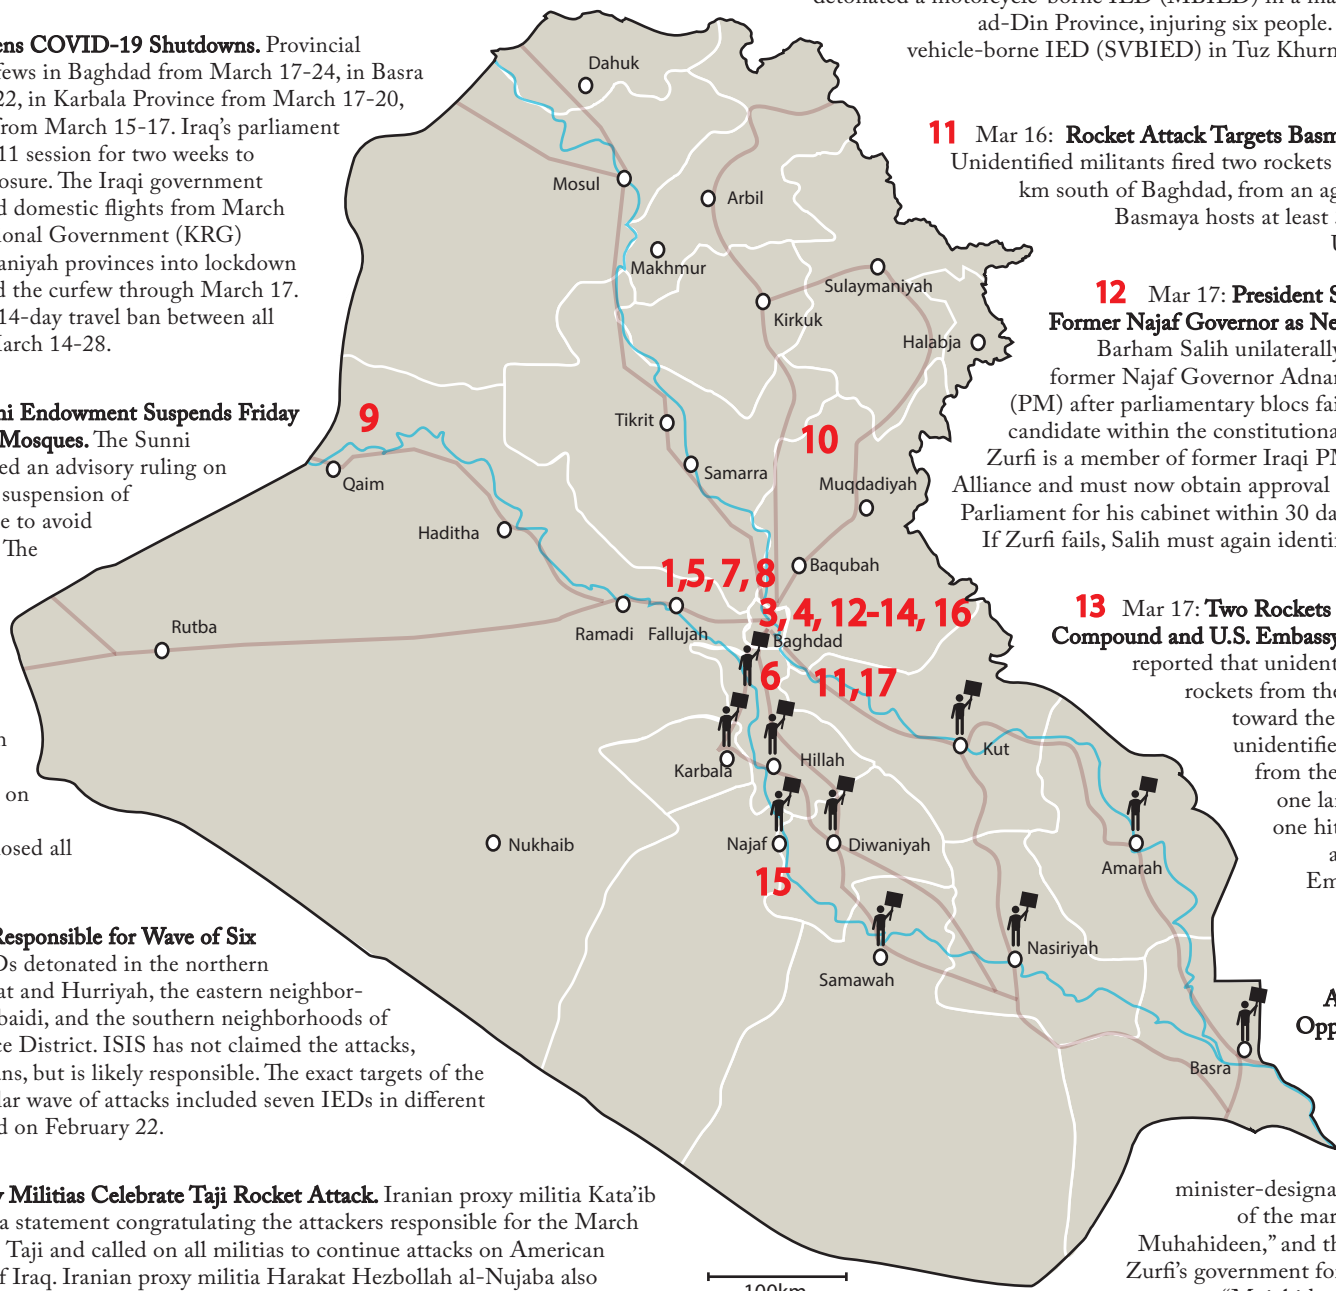 ens COVID-19 Shutdowns. Provincial
fews in Baghdad from March 17-24, in Basra
22, in Karbala Province from March 17-20,
from March 15-17. Iraq's parliament
11 session for two weeks to
osure. The Iraqi government
d domestic flights from March
ional Government (KRG)
aniyah provinces into lockdown
d the curfew through March 17.
14-day travel ban between all
March 14-28.
ni Endowment Suspends Friday
Mosques. The Sunni
ed an advisory ruling on
suspension of
e to avoid
The
n
on
losed all
Responsible for Wave of Six
Ds detonated in the northern
at and Hurriyah, the eastern neighbor-
baidi, and the southern neighborhoods of
ce District. ISIS has not claimed the attacks,
ans, but is likely responsible. The exact targets of the
lar wave of attacks included seven IEDs in different
d on February 22.
y Militias Celebrate Taji Rocket Attack. Iranian proxy militia Kata'ib
a statement congratulating the attackers responsible for the March
Taji and called on all militias to continue attacks on American
f Iraq. Iranian proxy militia Harakat Hezbollah al-Nujaba also
Dahuk
Mosul
Arbil
Makhmur
Sulaymaniyah
Kirkuk
Halabja
9
Tikrit
10
Samarra
Qaim
Muqdadiyah
Haditha
Baqubah
1,5, 7, 8
3, 4, 12-14, 16
Rutba
Ramadi
Fallujah
Baghdad
6
11,17
Kut
Karbala
Hillah
Nukhaib
Najaf
Diwaniyah
Amarah
15
Nasiriyah
Samawah
Basra
100km
detonated a motorcycle-borne IED (MBIED) in a ma
ad-Din Province, injuring six people.
vehicle-borne IED (SVBIED) in Tuz Khurm
11 Mar 16: Rocket Attack Targets Basm
Unidentified militants fired two rockets
km south of Baghdad, from an ag
Basmaya hosts at least
U
12 Mar 17: President S
Former Najaf Governor as Ne
Barham Salih unilaterally
former Najaf Governor Adnan
(PM) after parliamentary blocs fai
candidate within the constitutiona
Zurfi is a member of former Iraqi PM
Alliance and must now obtain approval
Parliament for his cabinet within 30 da
If Zurfi fails, Salih must again identi
13 Mar 17: Two Rockets
Compound and U.S. Embassy
reported that unident
rockets from the
toward the
unidentifie
from the
one lan
one hit
a
Em
A
Opp
minister-designa
of the mar
Muhahideen,” and th
Zurfi's government for